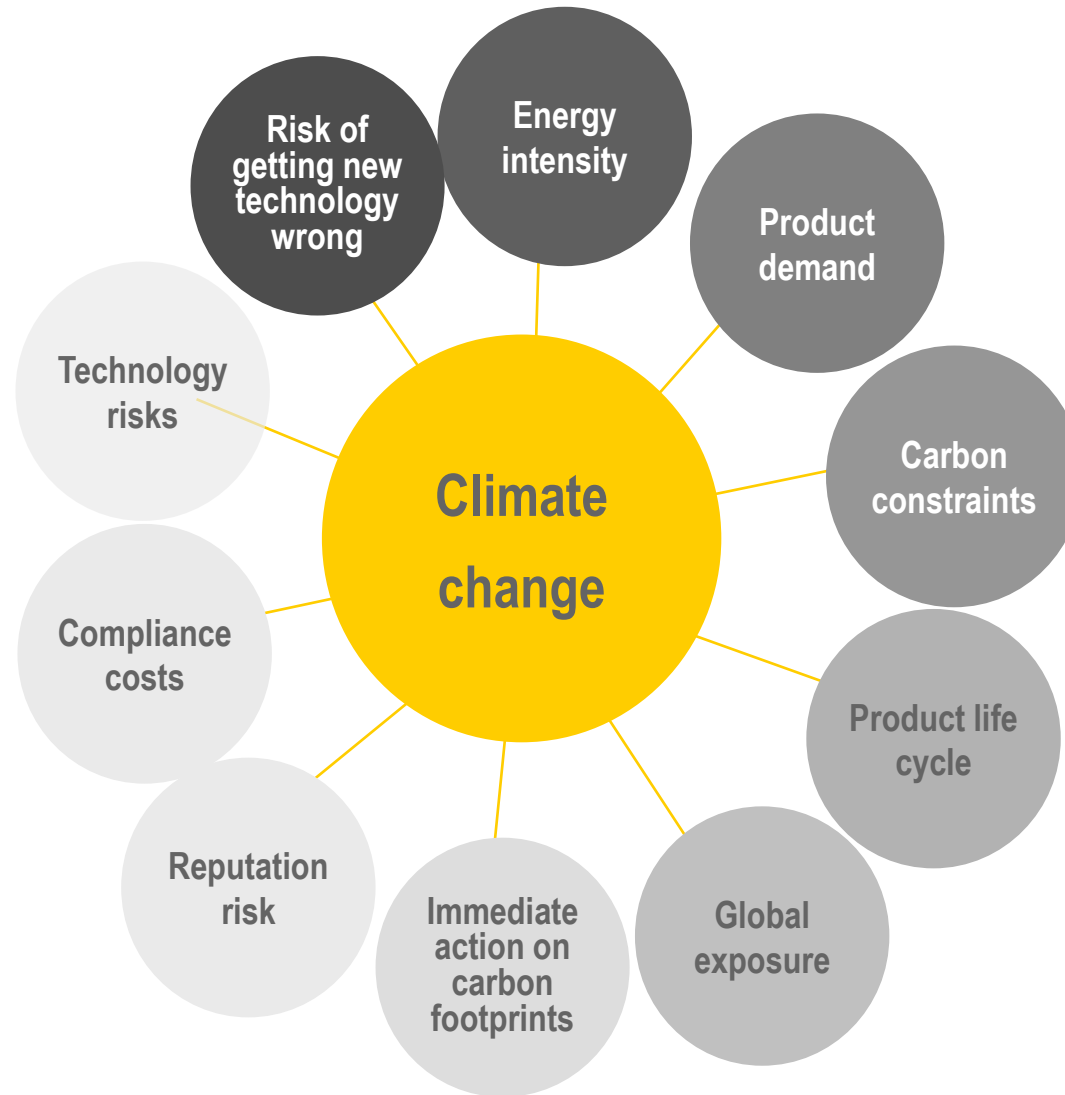 Risk of
getting new
technology
wrong
Energy
intensity
Product
demand
Carbon
constraints
Product life
cycle
Global
exposure
Immediate
action on
carbon
footprints
Reputation
risk
Compliance
costs
Technology
risks
Climate
change